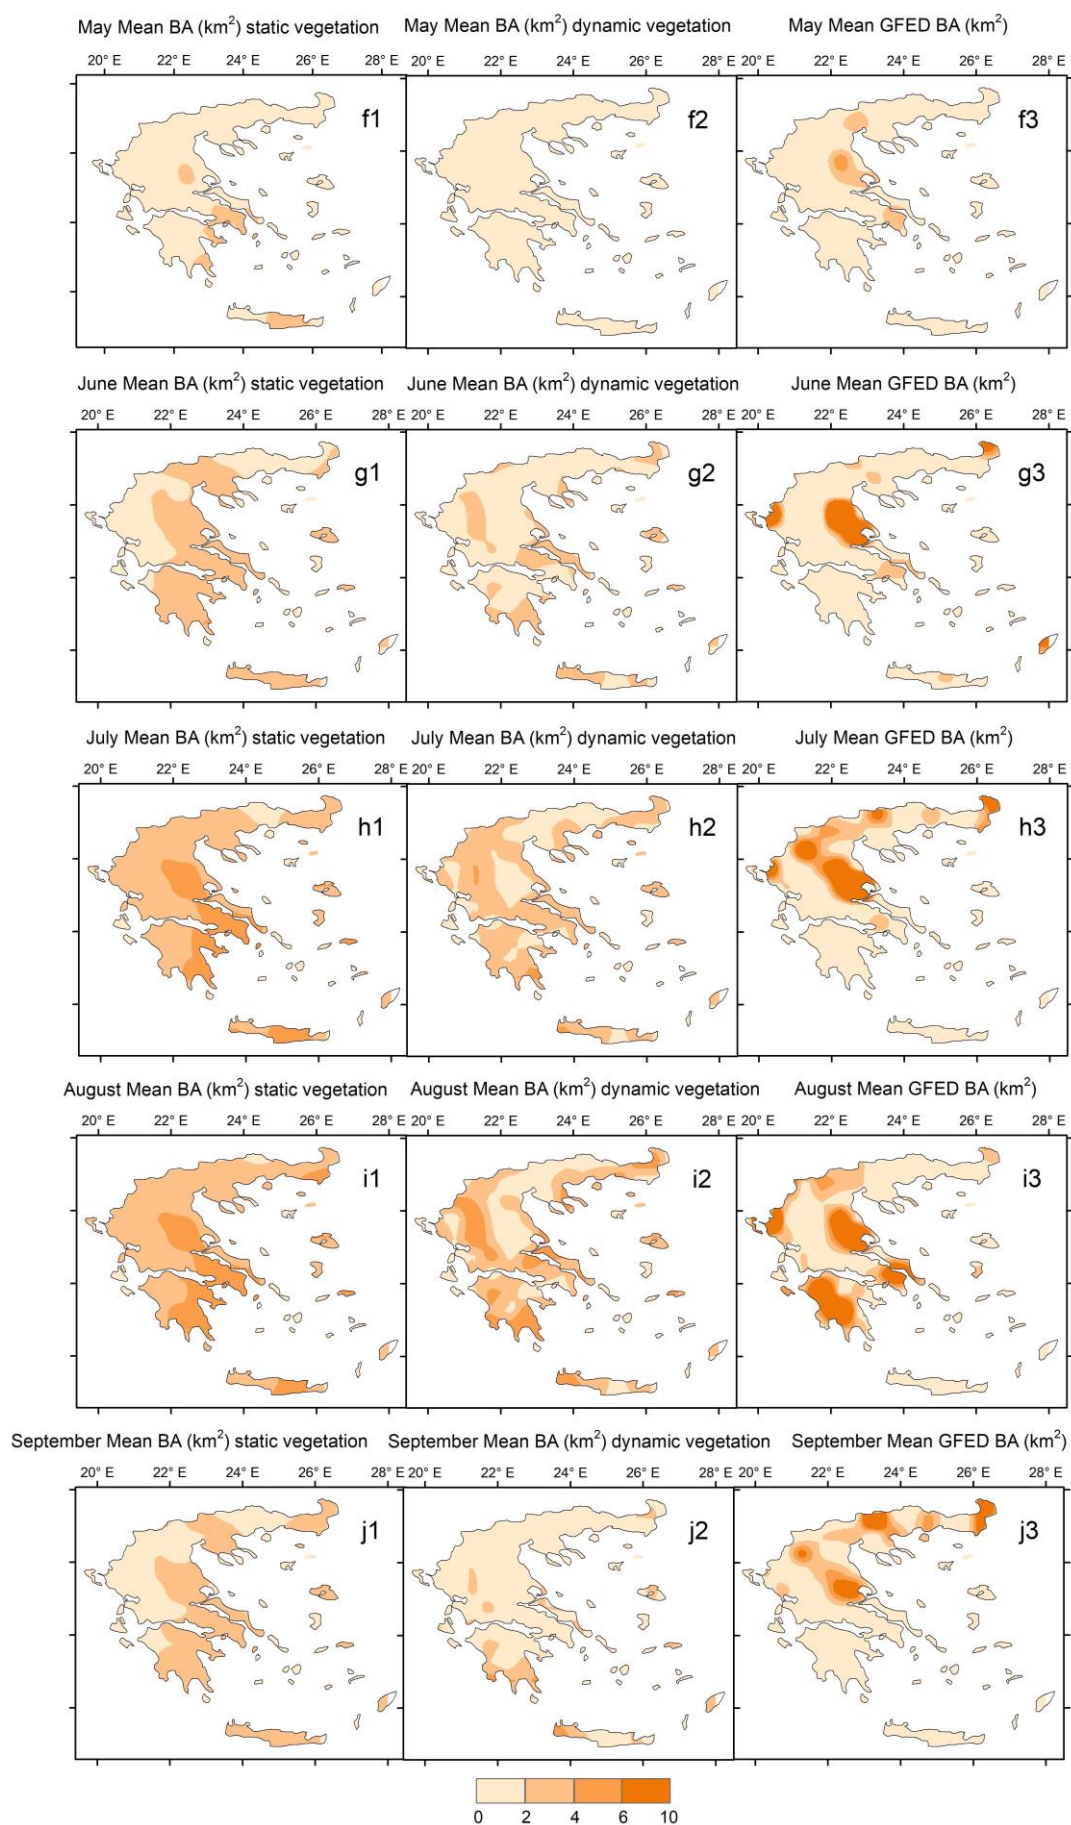 May Mean BA (km²) static vegetation May Mean BA (km²) dynamic vegetation May Mean GFED BA (km²)
20° E 22° E 24° E 26° E 28° E 20° E 22° E 24° E 26° E 28° E 20° E 22° E 24° E 26° E 28° E
f1 f2 f3
June Mean BA (km²) static vegetation June Mean BA (km²) dynamic vegetation June Mean GFED BA (km²)
20° E 22° E 24° E 26° E 28° E 20° E 22° E 24° E 26° E 28° E 20° E 22° E 24° E 26° E 28° E
g1 g2 g3
July Mean BA (km²) static vegetation July Mean BA (km²) dynamic vegetation July Mean GFED BA (km²)
20° E 22° E 24° E 26° E 28° E 20° E 22° E 24° E 26° E 28° E 20° E 22° E 24° E 26° E 28° E
h1 h2 h3
August Mean BA (km²) static vegetation August Mean BA (km²) dynamic vegetation August Mean GFED BA (km²)
20° E 22° E 24° E 26° E 28° E 20° E 22° E 24° E 26° E 28° E 20° E 22° E 24° E 26° E 28° E
i1 i2 i3
September Mean BA (km²) static vegetation September Mean BA (km²) dynamic vegetation September Mean GFED BA (km²)
20° E 22° E 24° E 26° E 28° E 20° E 22° E 24° E 26° E 28° E 20° E 22° E 24° E 26° E 28° E
j1 j2 j3
0 2 4 6 10